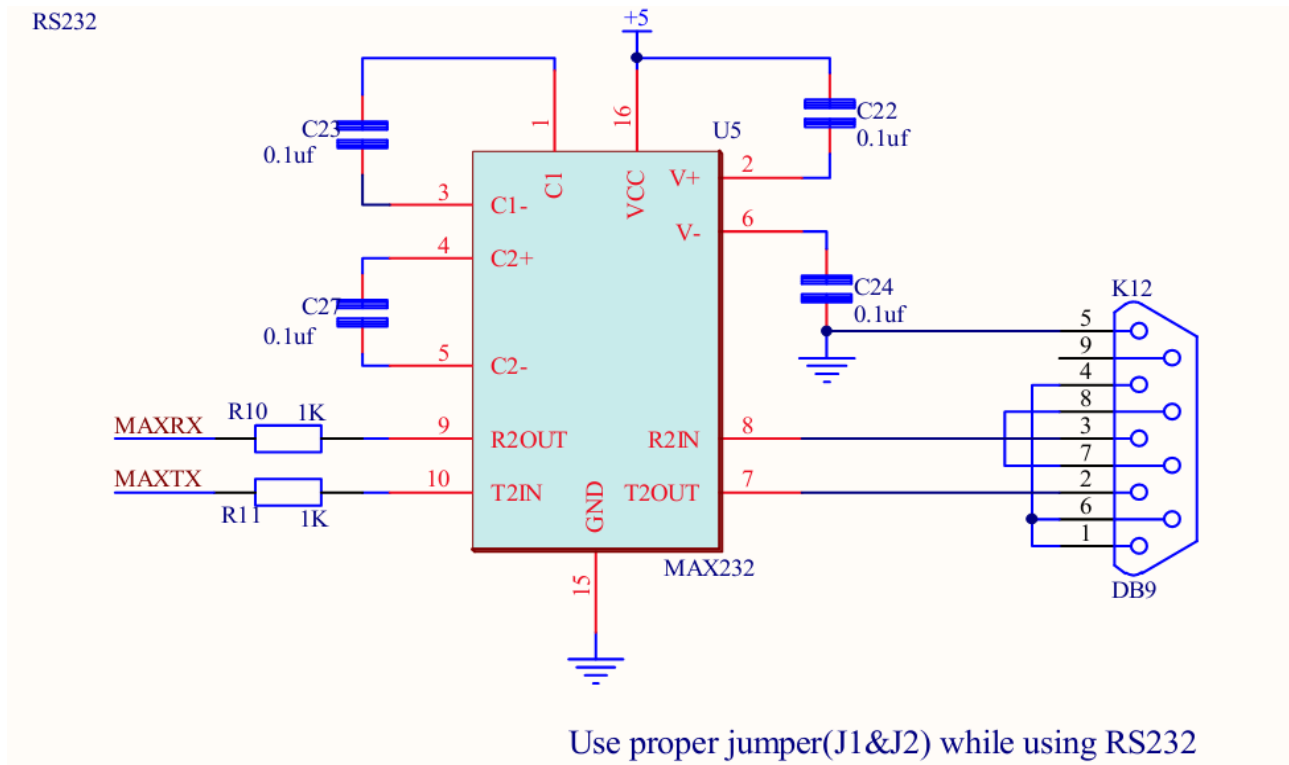 RS232
+5
C23
0.1uf
1
16
U5
C22
0.1uf
3
C1-
C1
VCC
V+
2
4
C2+
V-
6
C27
0.1uf
C24
0.1uf
K12
5
C2-
5
9
4
8
3
7
2
6
1
MAXRX
R10
1K
9
R2OUT
R2IN
8
MAXTX
R11
1K
10
T2IN
GND
T2OUT
7
15
MAX232
DB9
Use proper jumper(J1&J2) while using RS232